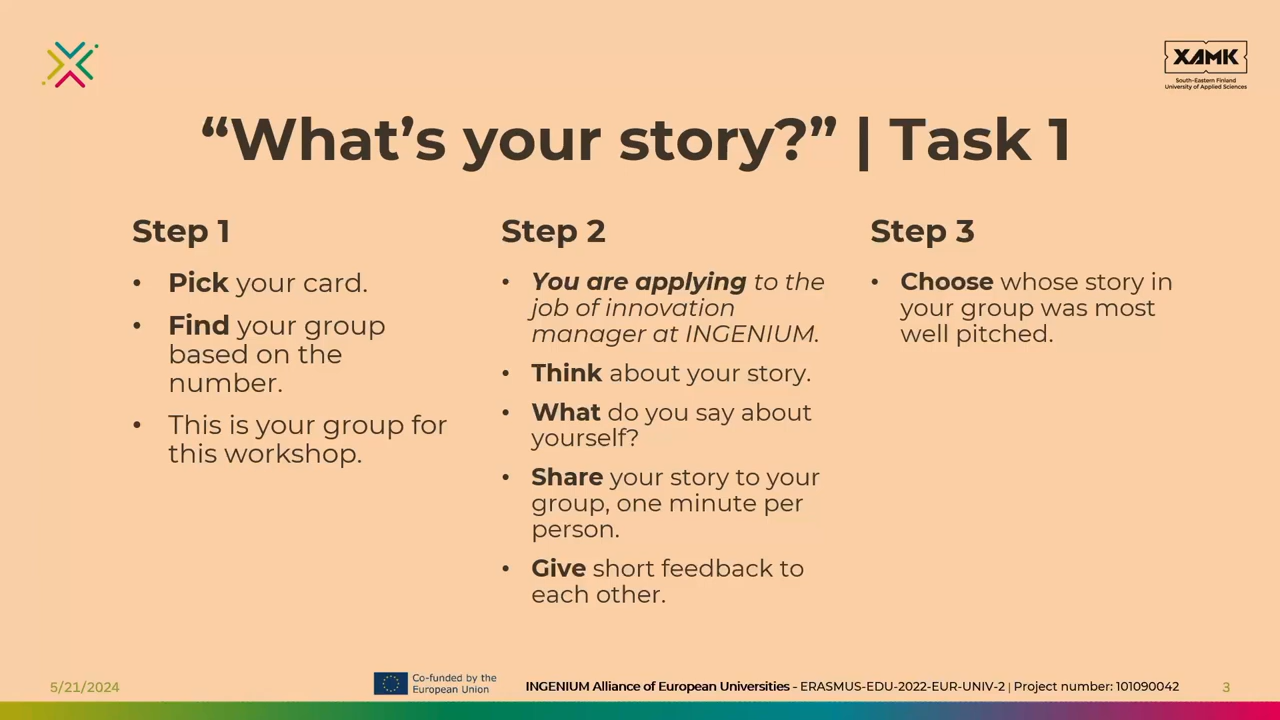 XAMK
South-Eastern Finland
University of Applied Sciences
“What’s your story?” | Task 1
Step 1
• Pick your card.
• Find your group
based on the
number.
• This is your group for
this workshop.
Step 2
• You are applying to the
job of innovation
manager at INGENIUM.
• Think about your story.
• What do you say about
yourself?
• Share your story to your
group, one minute per
person.
• Give short feedback to
each other.
Step 3
• Choose whose story in
your group was most
well pitched.
5/21/2024
Co-funded by the
European Union
INGENIUM Alliance of European Universities - ERASMUS-EDU-2022-EUR-UNIV-2 | Project number: 101090042
3